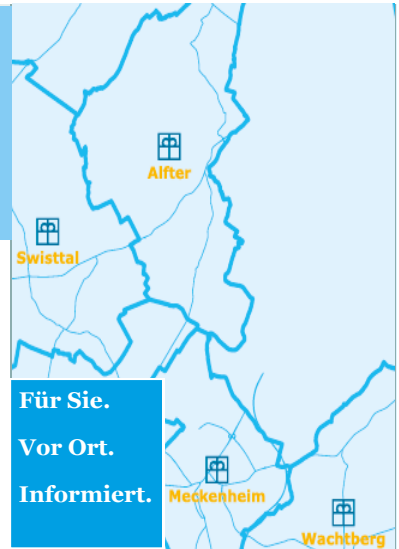 Alfter
Swisttal
Für Sie.
Vor Ort.
Informiert.
Meckenheim
Wachtberg